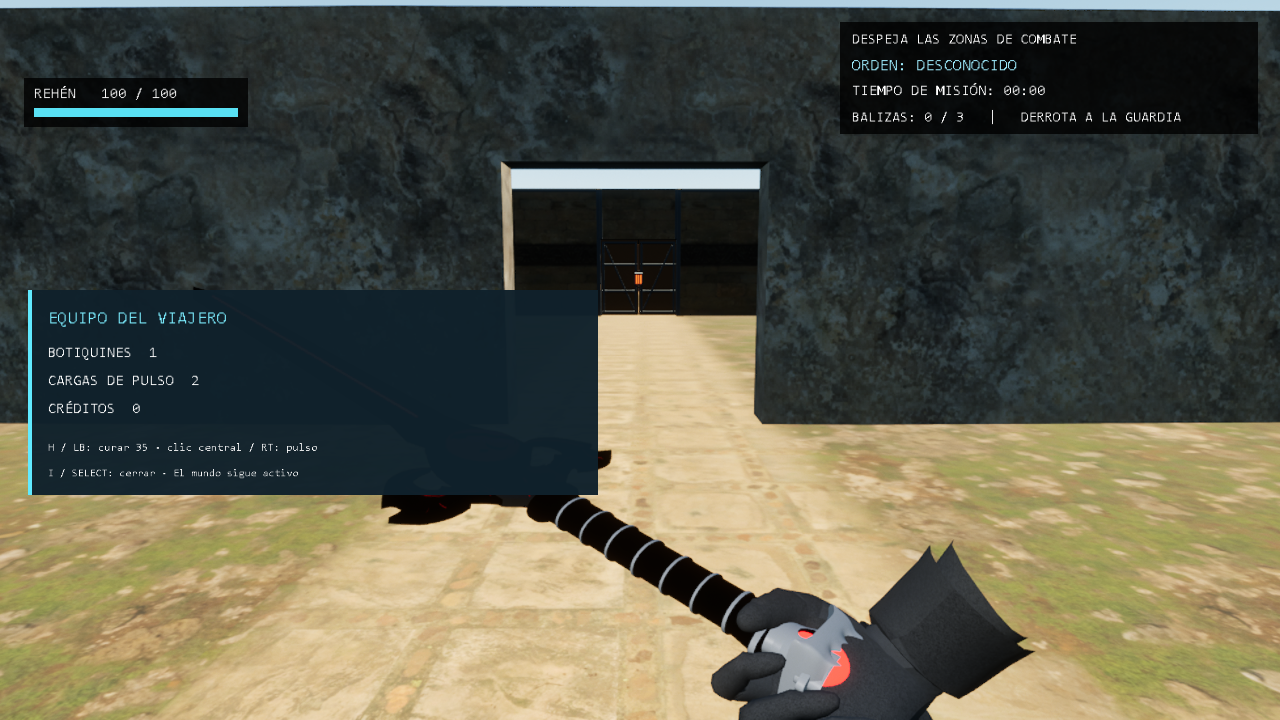 REHÉN 100 / 100
DESPEJA LAS ZONAS DE COMBATE
ORDEN: DESCONOCIDO
TIEMPO DE MISIÓN: 00:00
BALIZAS: 0 / 3 | DERROTA A LA GUARDIA
EQUIPO DEL VIAJERO
BOTIQUINES 1
CARGAS DE PULSO 2
CRÉDITOS 0
H / LB: curar 35 · clic central / RT: pulso
I / SELECT: cerrar · El mundo sigue activo